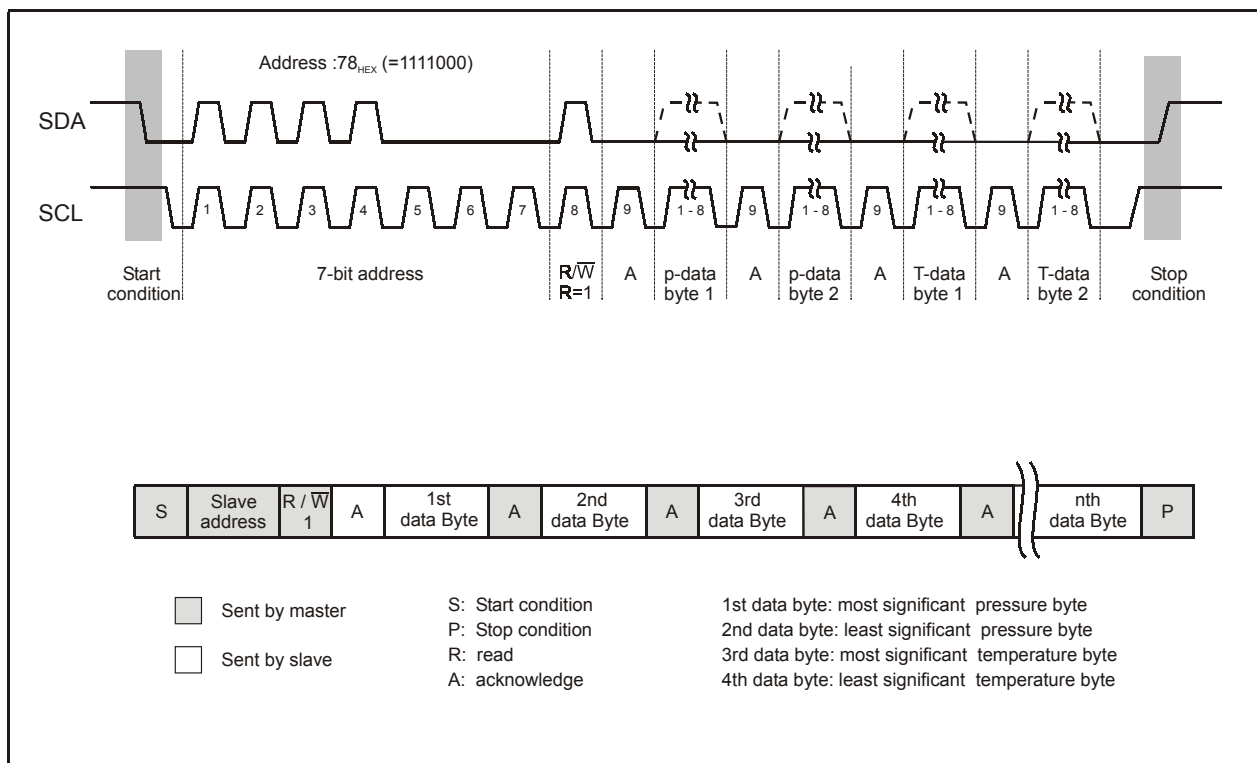 Address :78HEX (=1111000)
SDA
SCL
1 2 3 4 5 6 7 8 9 1 - 8 9 1 - 8 9 1 - 8 9 1 - 8
Start condition
7-bit address
R/W̅
R=1
A
p-data byte 1
A
p-data byte 2
A
T-data byte 1
A
T-data byte 2
Stop condition
S
Slave address
R / W̅ 1
A
1st data Byte
A
2nd data Byte
A
3rd data Byte
A
4th data Byte
A
nth data Byte
P
Sent by master
Sent by slave
S: Start condition
P: Stop condition
R: read
A: acknowledge
1st data byte: most significant pressure byte
2nd data byte: least significant pressure byte
3rd data byte: most significant temperature byte
4th data byte: least significant temperature byte